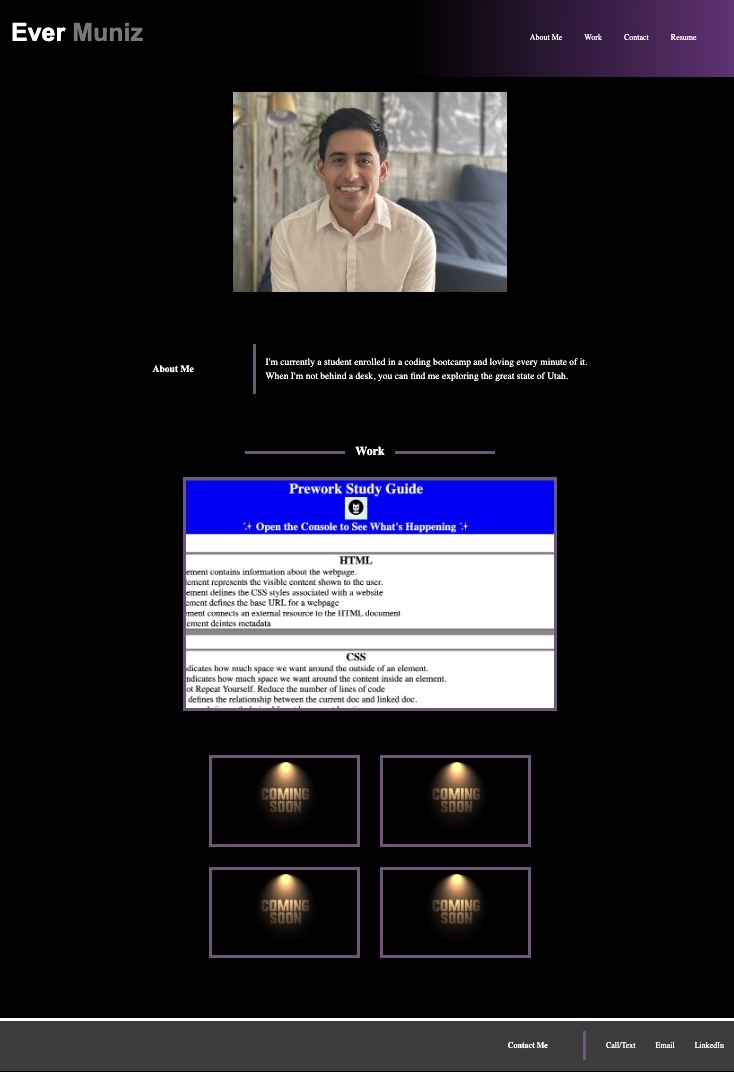 Ever Muniz
About Me Work Contact Resume
About Me
I'm currently a student enrolled in a coding bootcamp and loving every minute of it.
When I'm not behind a desk, you can find me exploring the great state of Utah.
Work
Prework Study Guide
✨ Open the Console to See What's Happening ✨
HTML
ement contains information about the webpage.
ement represents the visible content shown to the user.
ement defines the CSS styles associated with a website
ement defines the base URL for a webpage
ment connects an external resource to the HTML document
ement deintes metadata
CSS
dicates how much space we want around the outside of an element.
ndicates how much space we want around the content inside an element.
ot Repeat Yourself. Reduce the number of lines of code
defines the relationship between the current doc and linked doc.
COMING
SOON
COMING
SOON
COMING
SOON
COMING
SOON
Contact Me
Call/Text Email LinkedIn